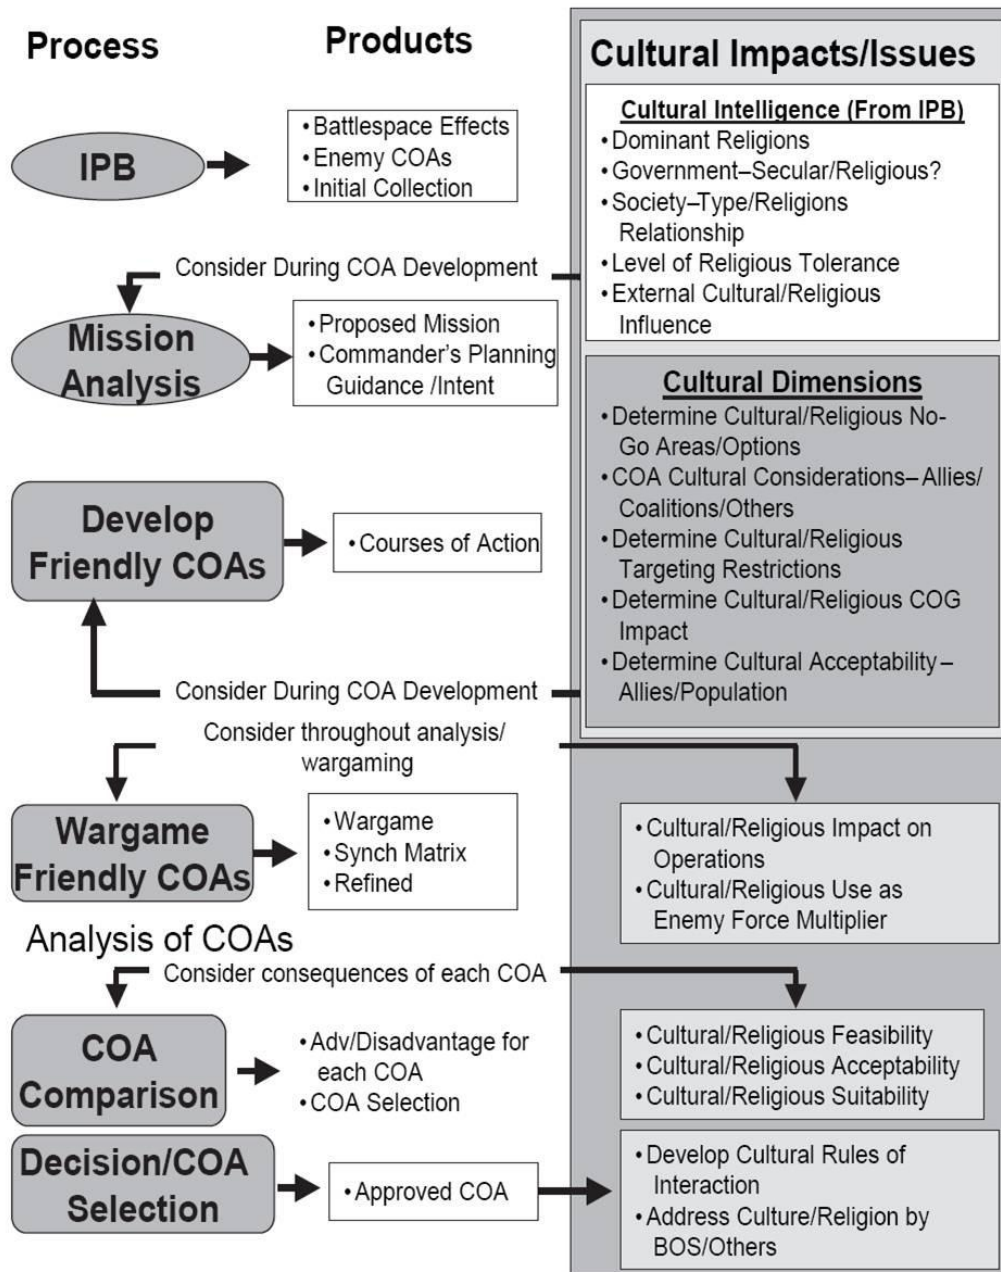 Process
Products
Cultural Impacts/Issues
IPB
• Battlespace Effects
• Enemy COAs
• Initial Collection
Cultural Intelligence (From IPB)
• Dominant Religions
• Government–Secular/Religious?
• Society–Type/Religions
Relationship
• Level of Religious Tolerance
• External Cultural/Religious
Influence
Consider During COA Development
Mission
Analysis
• Proposed Mission
• Commander's Planning
Guidance /Intent
Cultural Dimensions
• Determine Cultural/Religious No-
Go Areas/Options
• COA Cultural Considerations– Allies/
Coalitions/Others
• Determine Cultural/Religious
Targeting Restrictions
• Determine Cultural/Religious COG
Impact
• Determine Cultural Acceptability –
Allies/Population
Develop
Friendly COAs
• Courses of Action
Consider During COA Development
Consider throughout analysis/
wargaming
Wargame
Friendly COAs
• Wargame
• Synch Matrix
• Refined
• Cultural/Religious Impact on
Operations
• Cultural/Religious Use as
Enemy Force Multiplier
Analysis of COAs
Consider consequences of each COA
COA
Comparison
• Adv/Disadvantage for
each COA
• COA Selection
• Cultural/Religious Feasibility
• Cultural/Religious Acceptability
• Cultural/Religious Suitability
Decision/COA
Selection
• Approved COA
• Develop Cultural Rules of
Interaction
• Address Culture/Religion by
BOS/Others